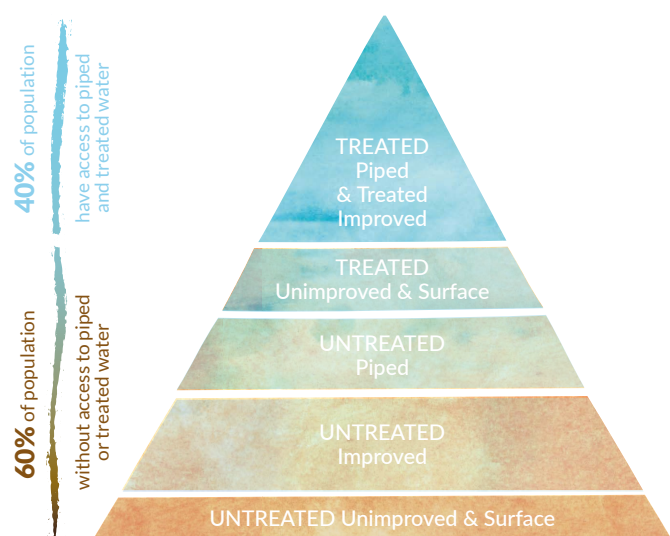 40% of population
have access to piped
and treated water
60% of population
without access to piped
or treated water
TREATED
Piped
& Treated
Improved
TREATED
Unimproved & Surface
UNTREATED
Piped
UNTREATED
Improved
UNTREATED Unimproved & Surface